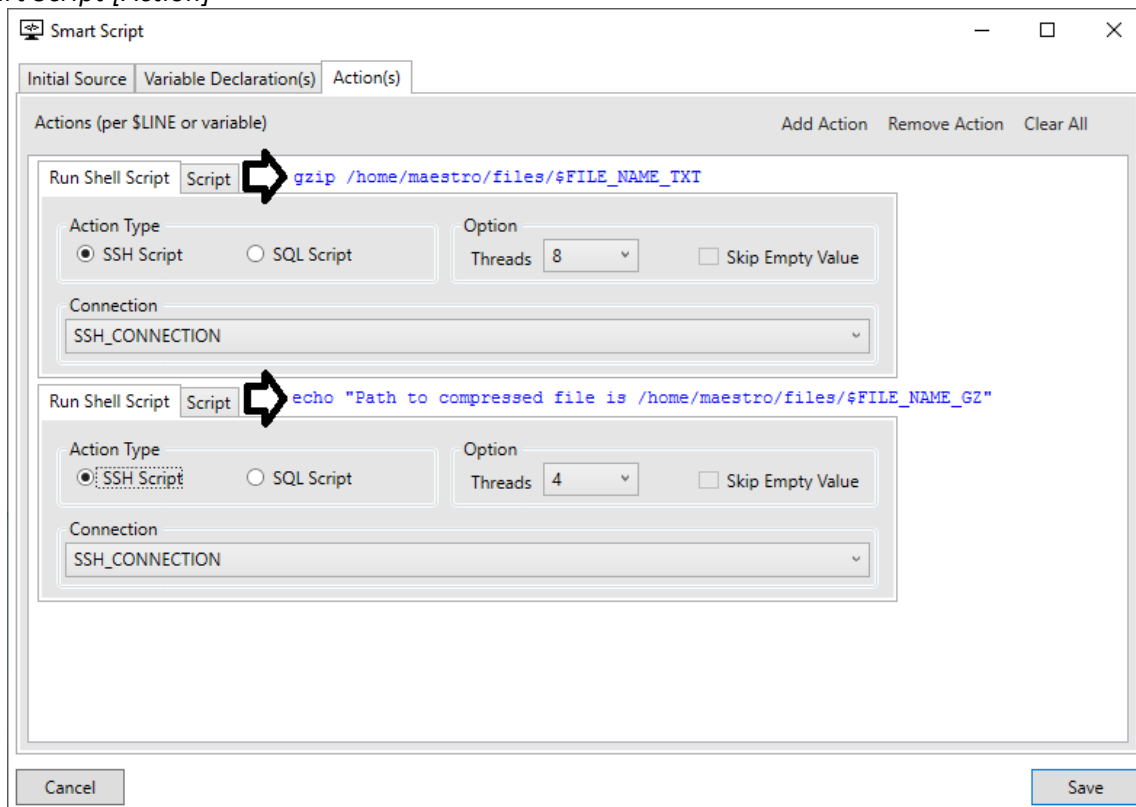 Script [Action]
Smart Script
Initial Source Variable Declaration(s) Action(s)
Actions (per $LINE or variable) Add Action Remove Action Clear All
Run Shell Script Script gzip /home/maestro/files/$FILE_NAME_TXT
Action Type Option
SSH Script SQL Script Threads 8 Skip Empty Value
Connection
SSH_CONNECTION
Run Shell Script Script echo "Path to compressed file is /home/maestro/files/$FILE_NAME_GZ"
Action Type Option
SSH Script SQL Script Threads 4 Skip Empty Value
Connection
SSH_CONNECTION
Cancel Save